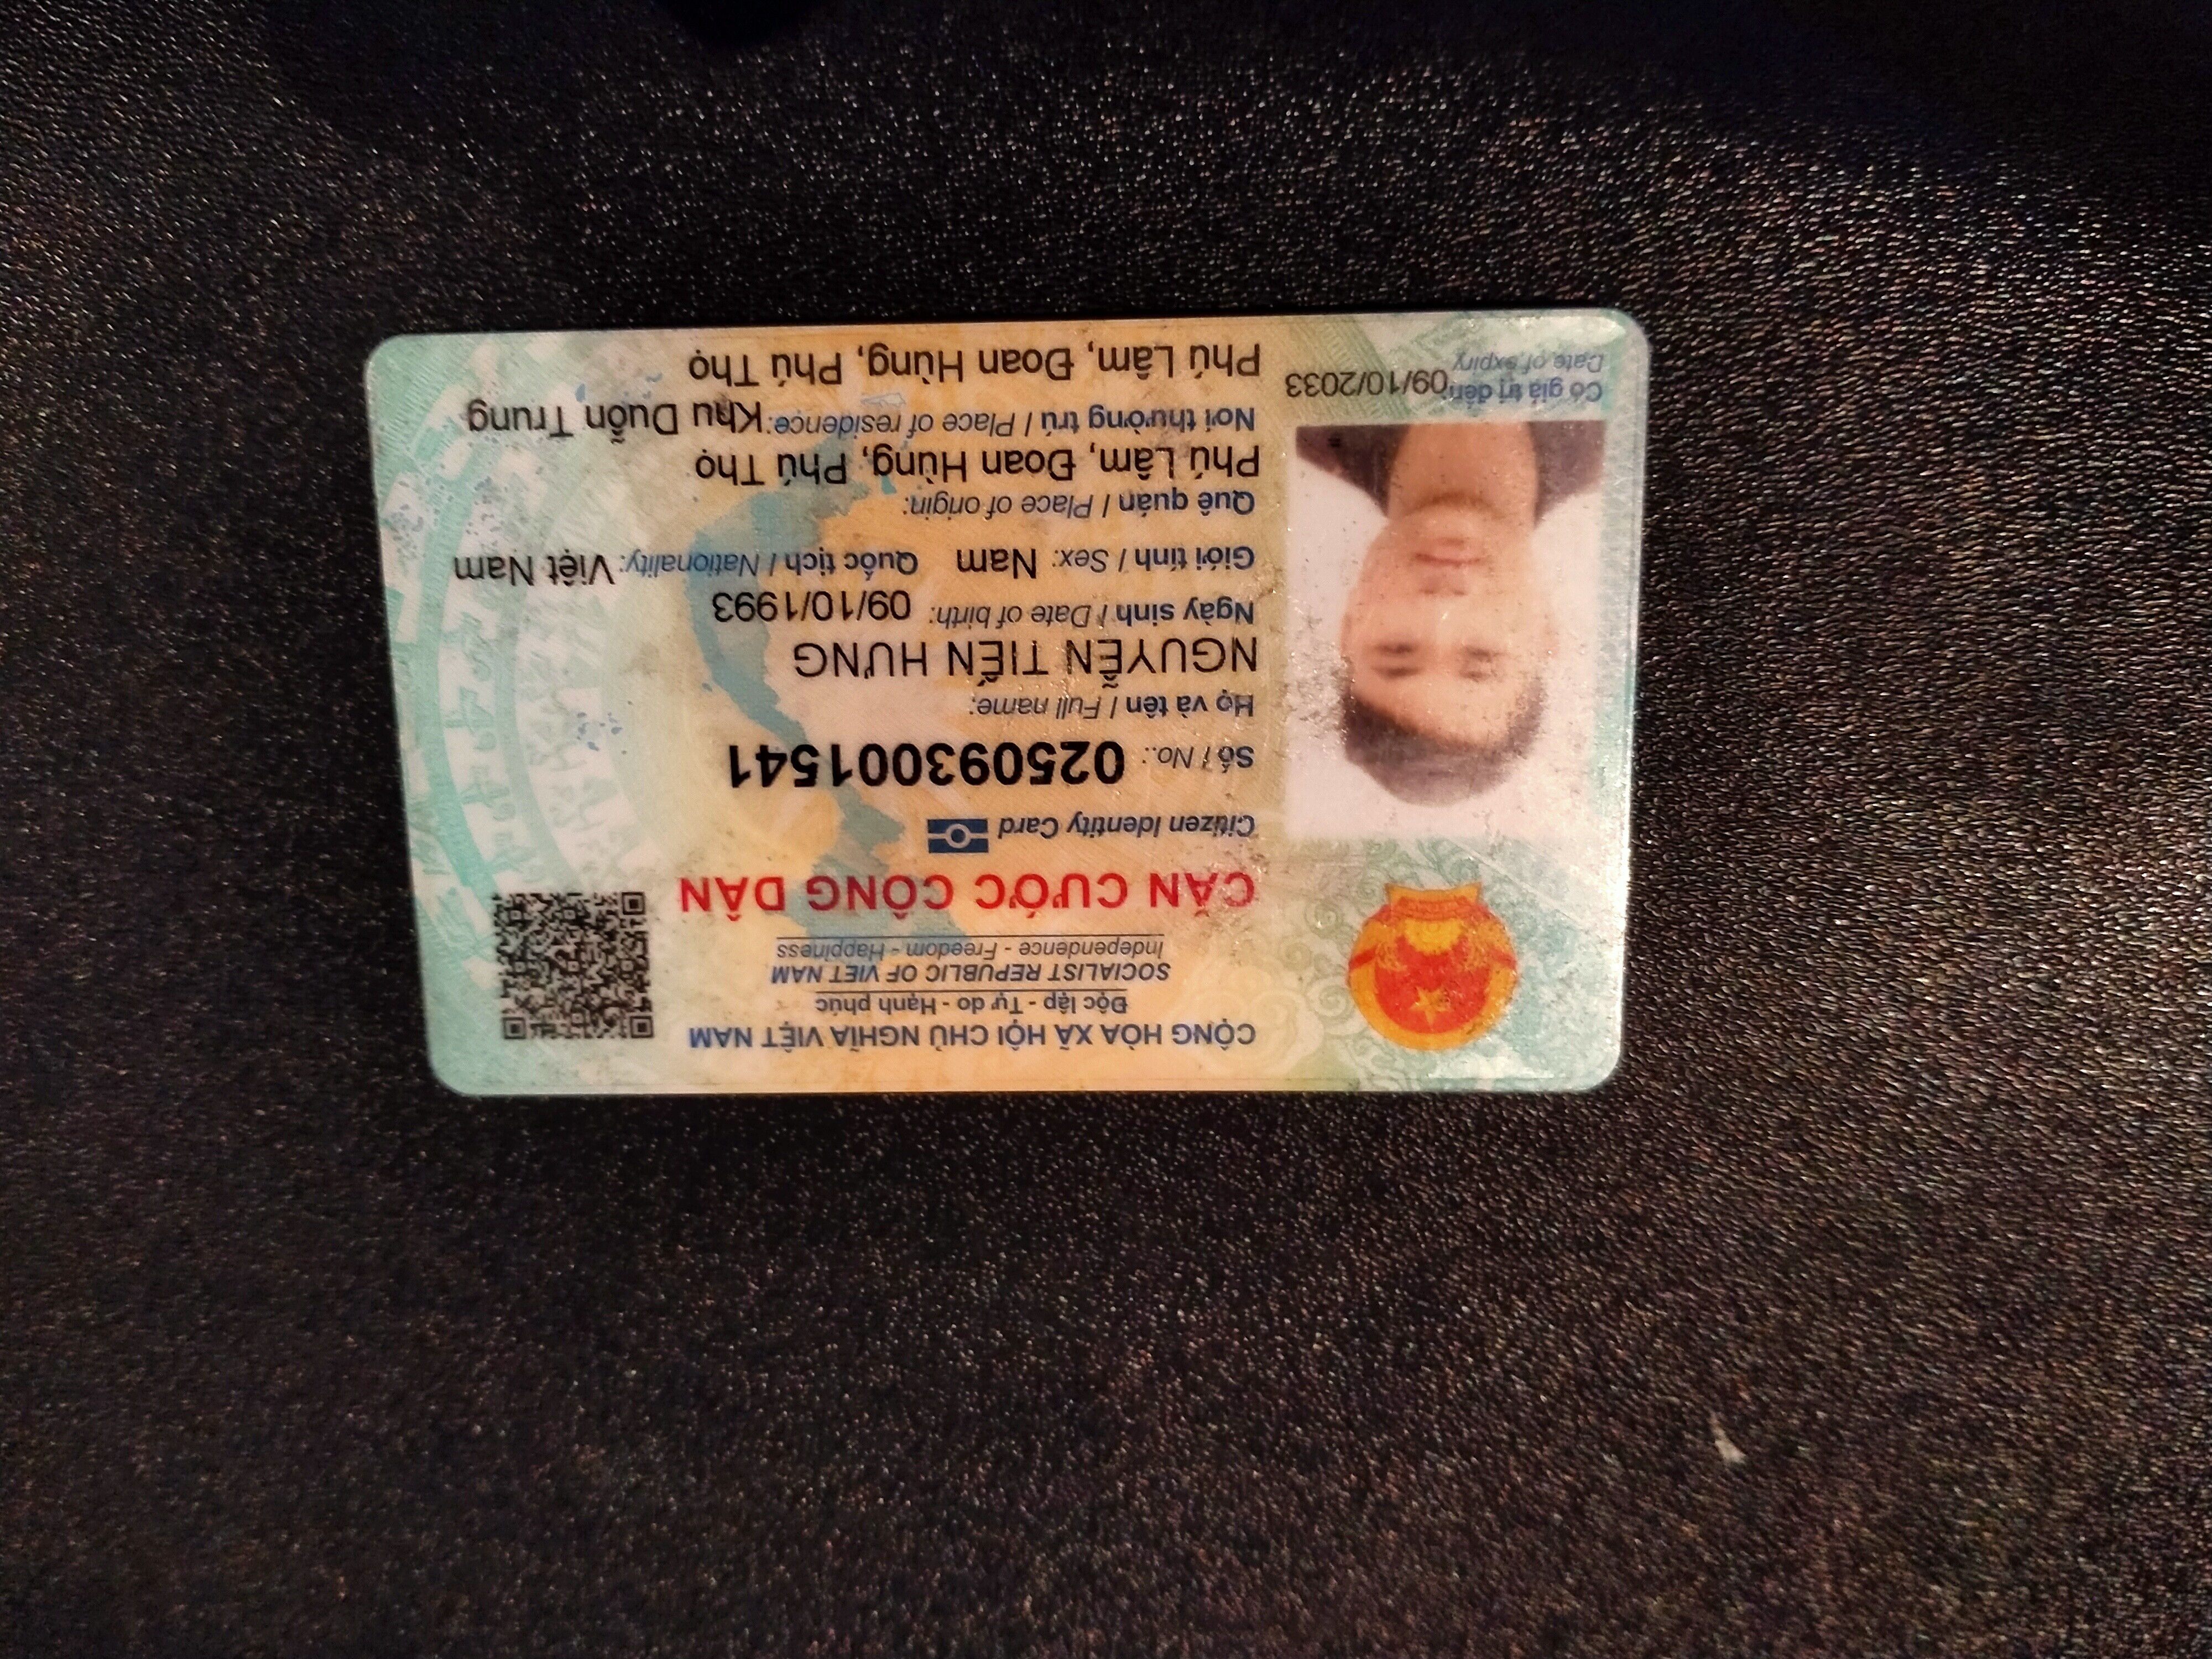 CỘNG HÒA XÃ HỘI CHỦ NGHĨA VIỆT NAM
Độc lập - Tự do - Hạnh phúc
SOCIALIST REPUBLIC OF VIET NAM
Independence - Freedom - Happiness
CĂN CƯỚC CÔNG DÂN
Citizen Identity Card
Số / No.: 025093001541
Họ và tên / Full name:
NGUYỄN TIẾN HƯNG
Ngày sinh / Date of birth: 09/10/1993
Giới tính / Sex: Nam Quốc tịch / Nationality: Việt Nam
Quê quán / Place of origin:
Phú Lâm, Đoan Hùng, Phú Thọ
Nơi thường trú / Place of residence: Khu Duỗn Trung
Phú Lâm, Đoan Hùng, Phú Thọ
Có giá trị đến: 09/10/2033
Date of expiry